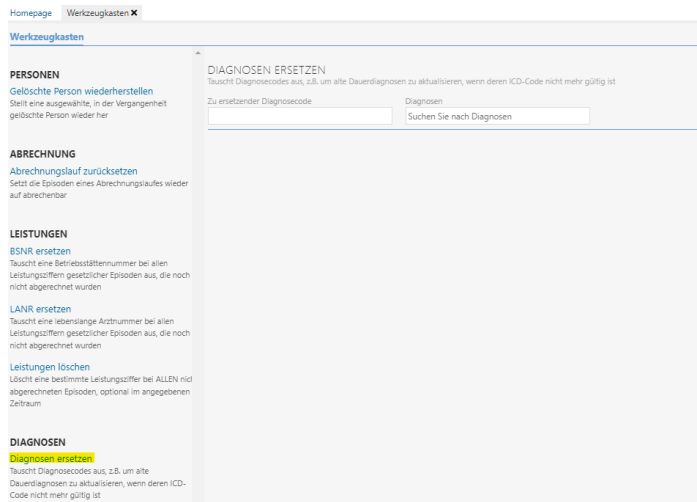 Homepage Werkzeugkasten ✖
Werkzeugkasten
PERSONEN
Gelöschte Person wiederherstellen
Stellt eine ausgewählte, in der Vergangenheit
gelöschte Person wieder her
ABRECHNUNG
Abrechnungslauf zurücksetzen
Setzt die Episoden eines Abrechnungslaufes wieder
auf abrechenbar
LEISTUNGEN
BSNR ersetzen
Tauscht eine Betriebsstättennummer bei allen
Leistungsziffern gesetzlicher Episoden aus, die noch
nicht abgerechnet wurden
LANR ersetzen
Tauscht eine lebenslange Arztnummer bei allen
Leistungsziffern gesetzlicher Episoden aus, die noch
nicht abgerechnet wurden
Leistungen löschen
Löscht eine bestimmte Leistungsziffer bei ALLEN nicl
abgerechneten Episoden, optional im angegebenen
Zeitraum
DIAGNOSEN
Diagnosen ersetzen
Tauscht Diagnosecodes aus, z.B. um alte
Dauerdiagnosen zu aktualisieren, wenn deren ICD-
Code nicht mehr gültig ist
DIAGNOSEN ERSETZEN
Tauscht Diagnosecodes aus, z.B. um alte Dauerdiagnosen zu aktualisieren, wenn deren ICD-Code nicht mehr gültig ist
Zu ersetzender Diagnosecode
Diagnosen
Suchen Sie nach Diagnosen